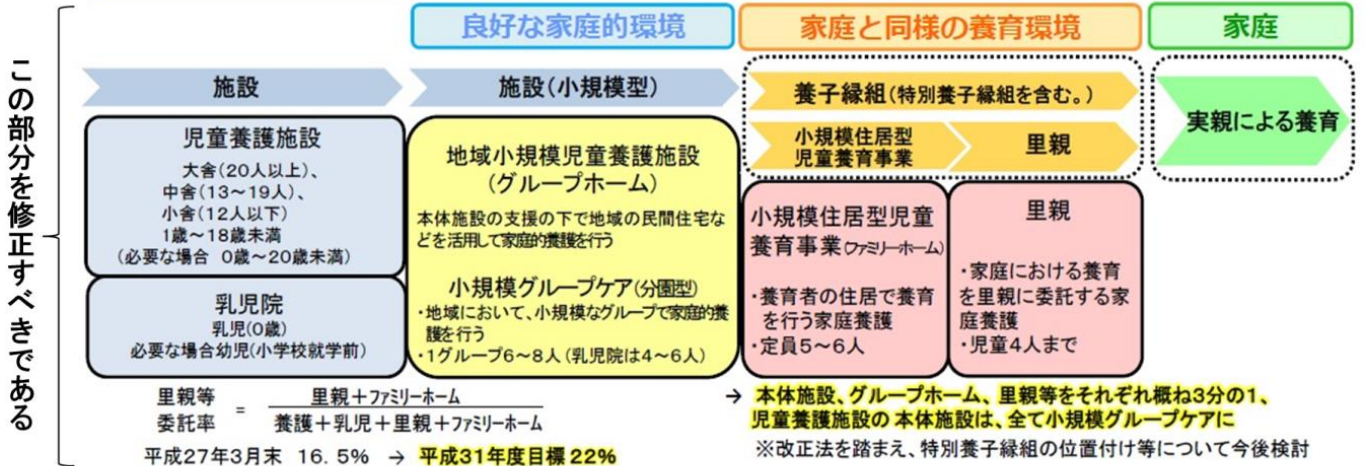 この部分を修正すべきである
良好な家庭的環境
家庭と同様の養育環境
家庭
施設
施設(小規模型)
養子縁組(特別養子縁組を含む。)
小規模住居型
児童養育事業
里親
実親による養育
児童養護施設
大舎(20人以上)、
中舎(13～19人)、
小舎(12人以下)
1歳～18歳未満
(必要な場合 0歳～20歳未満)
乳児院
乳児(0歳)
必要な場合幼児(小学校就学前)
地域小規模児童養護施設
(グループホーム)
本体施設の支援の下で地域の民間住宅な
どを活用して家庭的養護を行う
小規模グループケア(分園型)
・地域において、小規模なグループで家庭的養
護を行う
・1グループ6～8人(乳児院は4～6人)
小規模住居型児童
養育事業(ファミリーホーム)
・養育者の住居で養育
を行う家庭養護
・定員5～6人
里親
・家庭における養育
を里親に委託する家
庭養護
・児童4人まで
里親等
委託率
=
里親+ファミリーホーム
養護+乳児+里親+ファミリーホーム
平成27年3月末 16.5% → 平成31年度目標 22%
→ 本体施設、グループホーム、里親等をそれぞれ概ね3分の1、
児童養護施設の本体施設は、全て小規模グループケアに
※改正法を踏まえ、特別養子縁組の位置付け等について今後検討